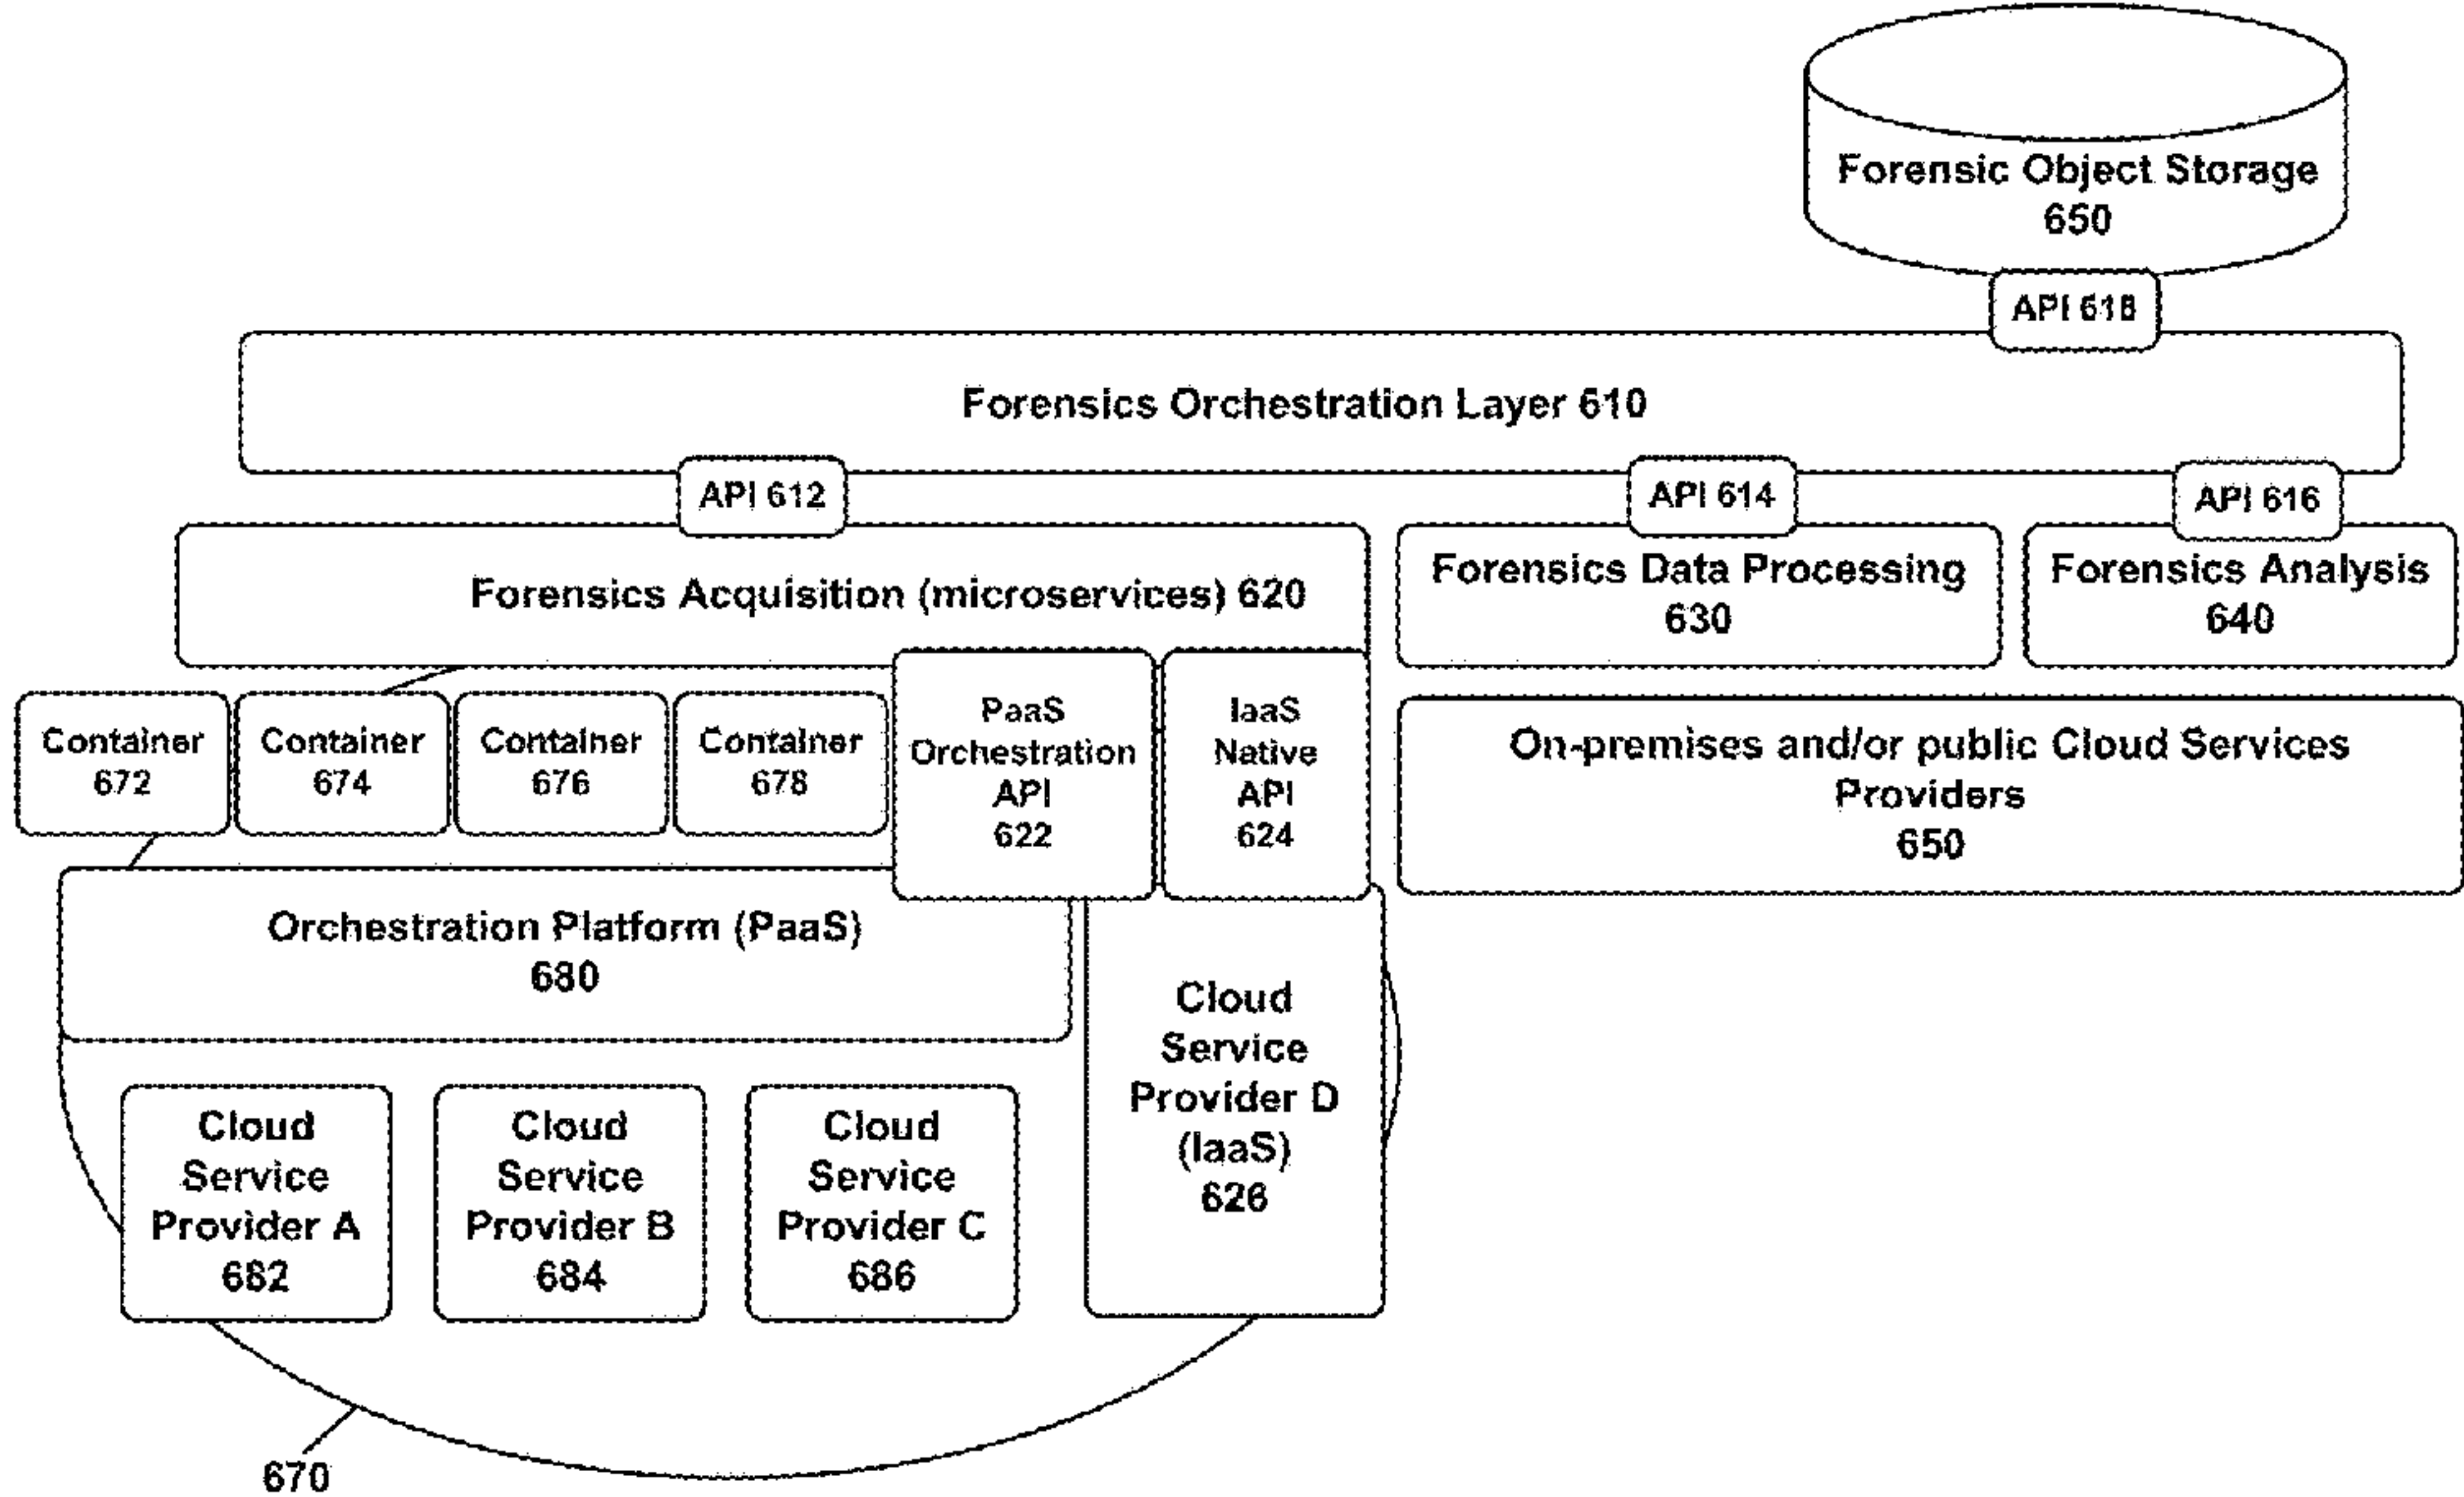 Forensic Object Storage
650
API 618
Forensics Orchestration Layer 610
API 612
API 614
API 616
Forensics Acquisition (microservices) 620
Forensics Data Processing
630
Forensics Analysis
640
Container
672
Container
674
Container
676
Container
678
PaaS
Orchestration
API
622
IaaS
Native
API
624
On-premises and/or public Cloud Services
Providers
650
Orchestration Platform (PaaS)
680
Cloud
Service
Provider A
682
Cloud
Service
Provider B
684
Cloud
Service
Provider C
686
Cloud
Service
Provider D
(IaaS)
626
670